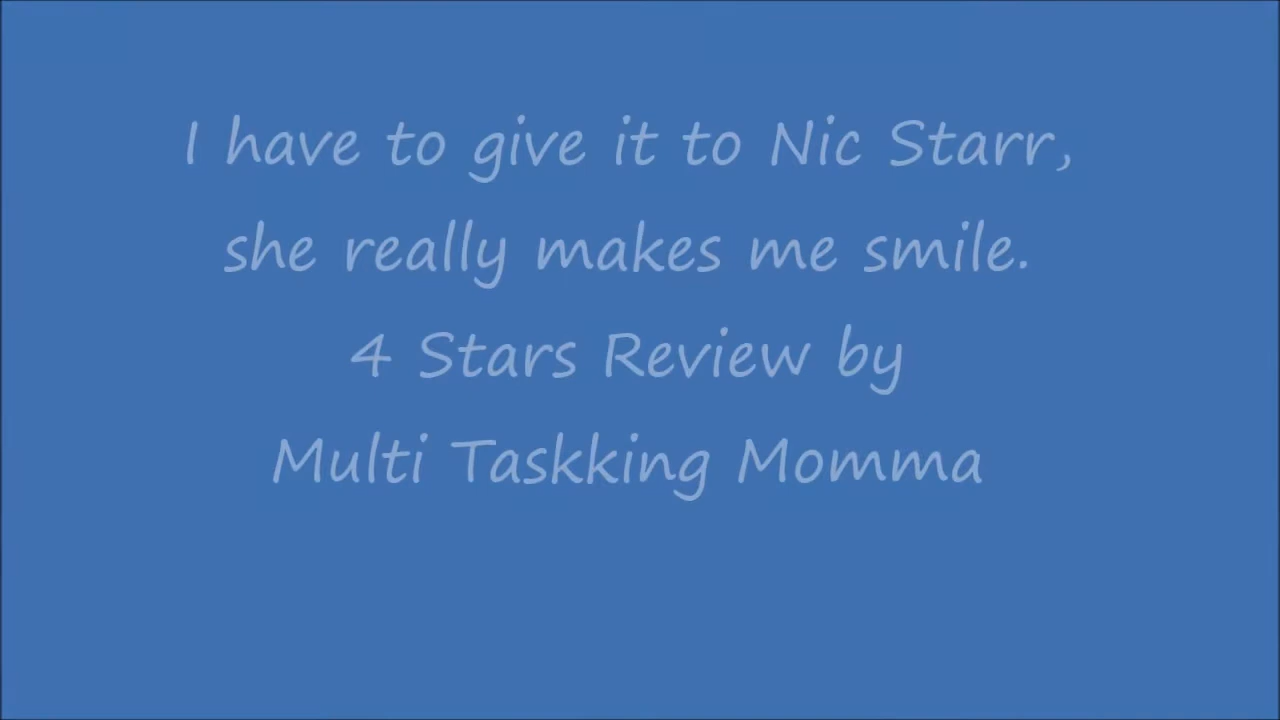 I have to give it to Nic Starr,
she really makes me smile.
4 Stars Review by
Multi Taskking Momma